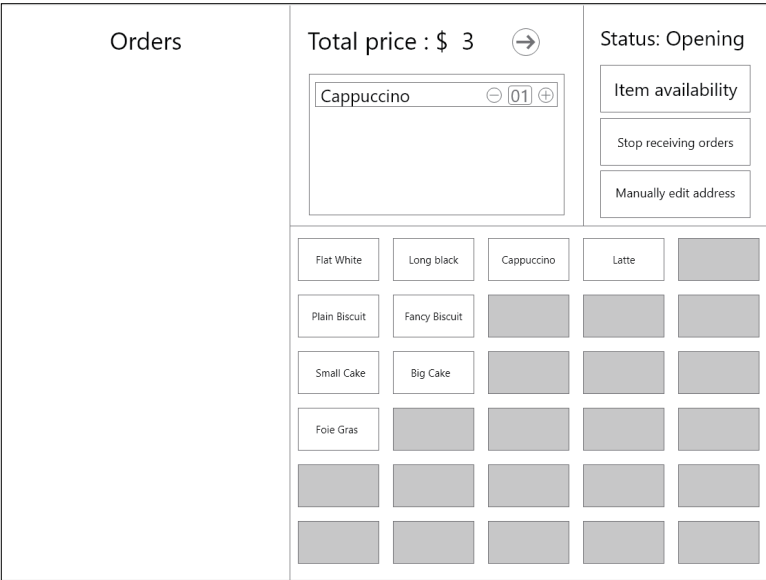 Orders
Total price : $ 3
Cappuccino 01
Status: Opening
Item availability
Stop receiving orders
Manually edit address
Flat White Long black Cappuccino Latte
Plain Biscuit Fancy Biscuit
Small Cake Big Cake
Foie Gras